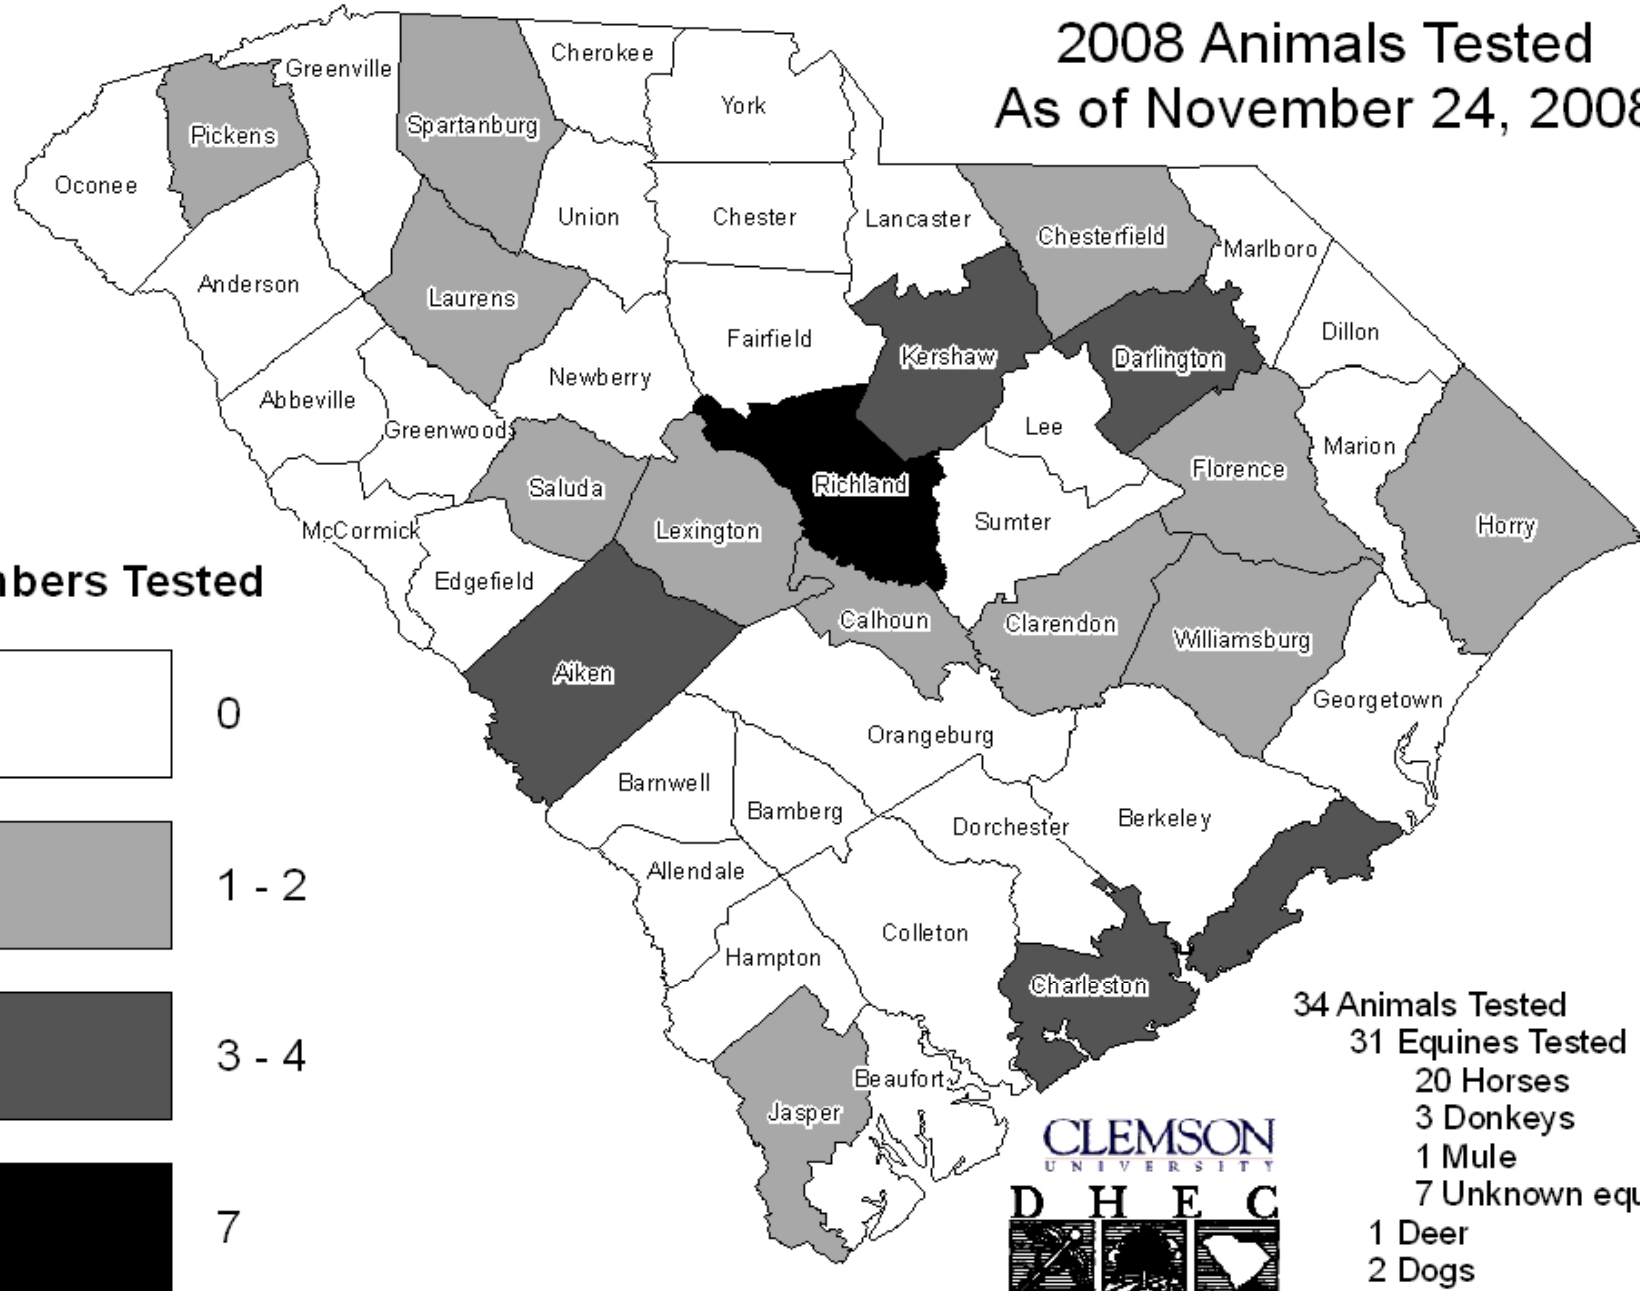 2008 Animals Tested
As of November 24, 2008
Greenville
Cherokee
York
Spartanburg
Pickens
Oconee
Union
Chester
Lancaster
Chesterfield
Marlboro
Anderson
Laurens
Dillon
Fairfield
Kershaw
Darlington
Newberry
Abbeville
Greenwood
Lee
Marion
Florence
Saluda
Richland
Sumter
Horry
Lexington
McCormick
Edgefield
Calhoun
Clarendon
Williamsburg
Aiken
Georgetown
Orangeburg
Barnwell
Bamberg
Dorchester
Berkeley
Allendale
Colleton
Hampton
Charleston
Beaufort
Jasper
mbers Tested
0
1 - 2
3 - 4
7
34 Animals Tested
31 Equines Tested
20 Horses
3 Donkeys
1 Mule
7 Unknown equ
1 Deer
2 Dogs
CLEMSON
UNIVERSITY
D H E C